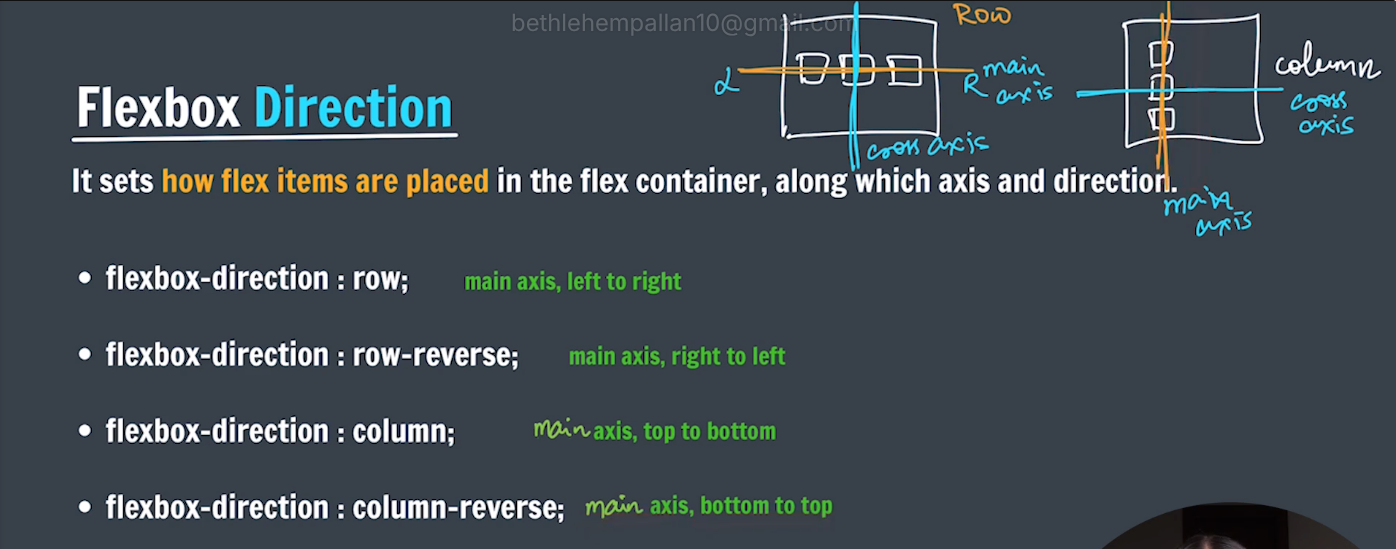 bethlehempallan10@gmail.com
Row
L
R main
axis
cross axis
column
cross
axis
main
axis
Flexbox Direction
It sets how flex items are placed in the flex container, along which axis and direction.
• flexbox-direction : row; main axis, left to right
• flexbox-direction : row-reverse; main axis, right to left
• flexbox-direction : column; main axis, top to bottom
• flexbox-direction : column-reverse; main axis, bottom to top